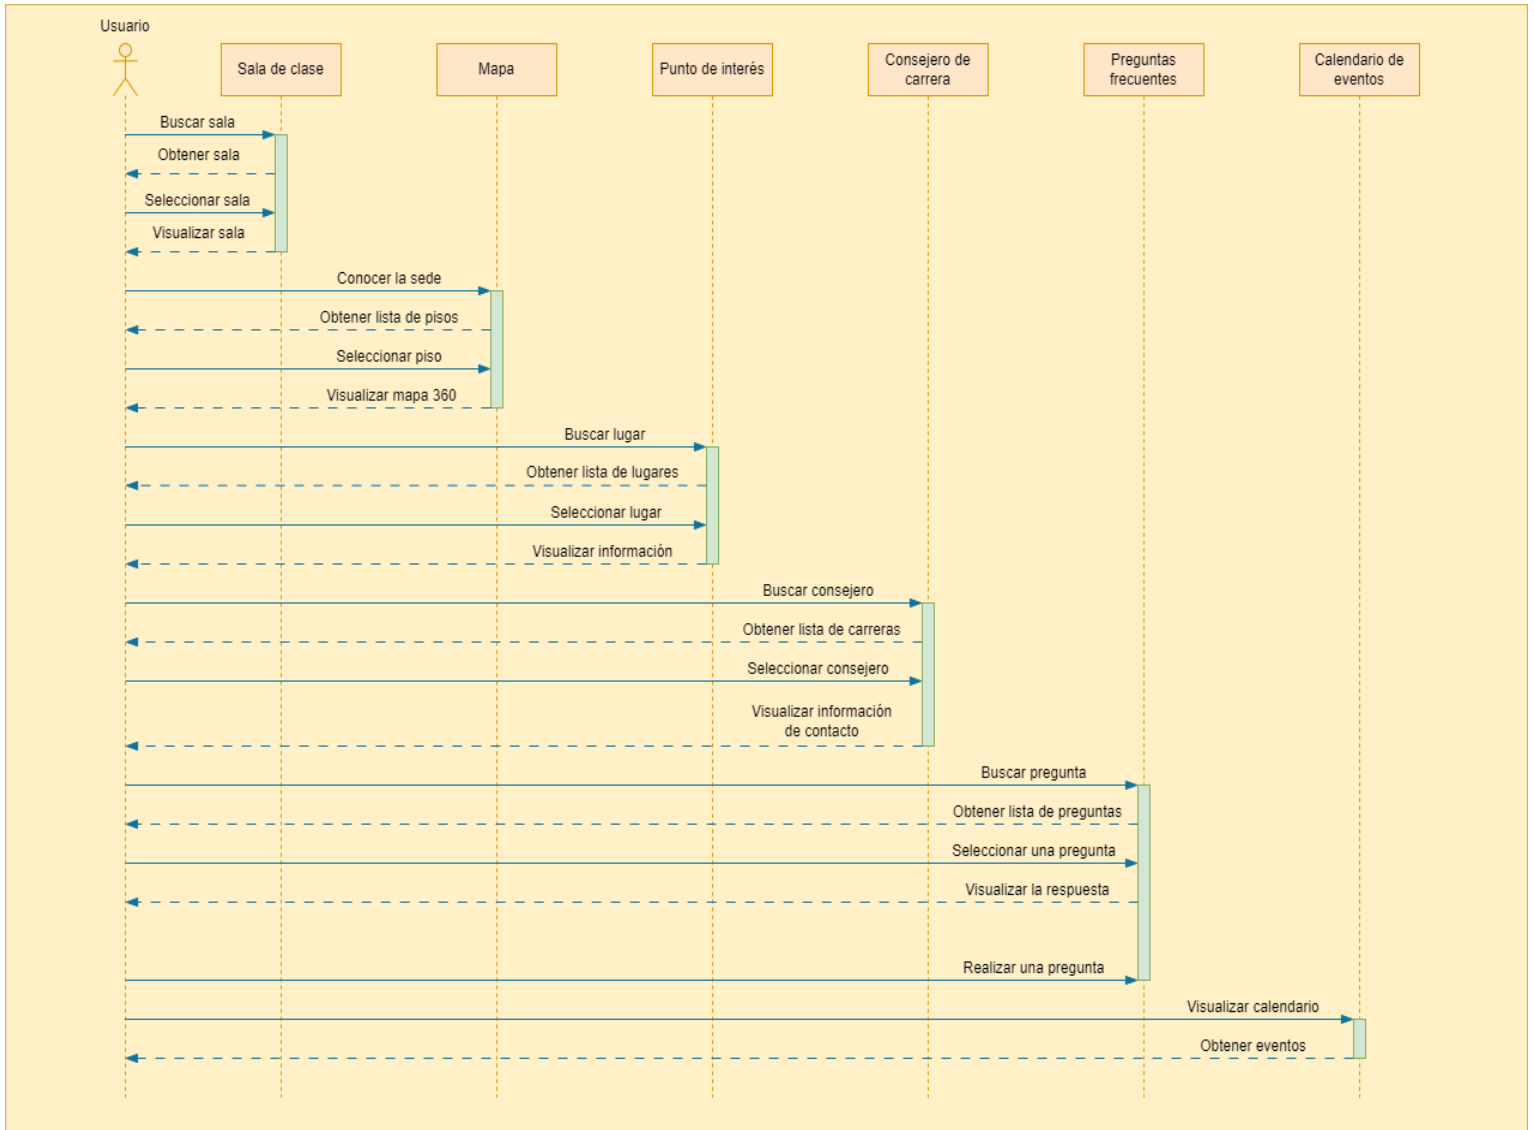 Usuario
Sala de clase
Mapa
Punto de interés
Consejero de
carrera
Preguntas
frecuentes
Calendario de
eventos
Buscar sala
Obtener sala
Seleccionar sala
Visualizar sala
Conocer la sede
Obtener lista de pisos
Seleccionar piso
Visualizar mapa 360
Buscar lugar
Obtener lista de lugares
Seleccionar lugar
Visualizar información
Buscar consejero
Obtener lista de carreras
Seleccionar consejero
Visualizar información
de contacto
Buscar pregunta
Obtener lista de preguntas
Seleccionar una pregunta
Visualizar la respuesta
Realizar una pregunta
Visualizar calendario
Obtener eventos